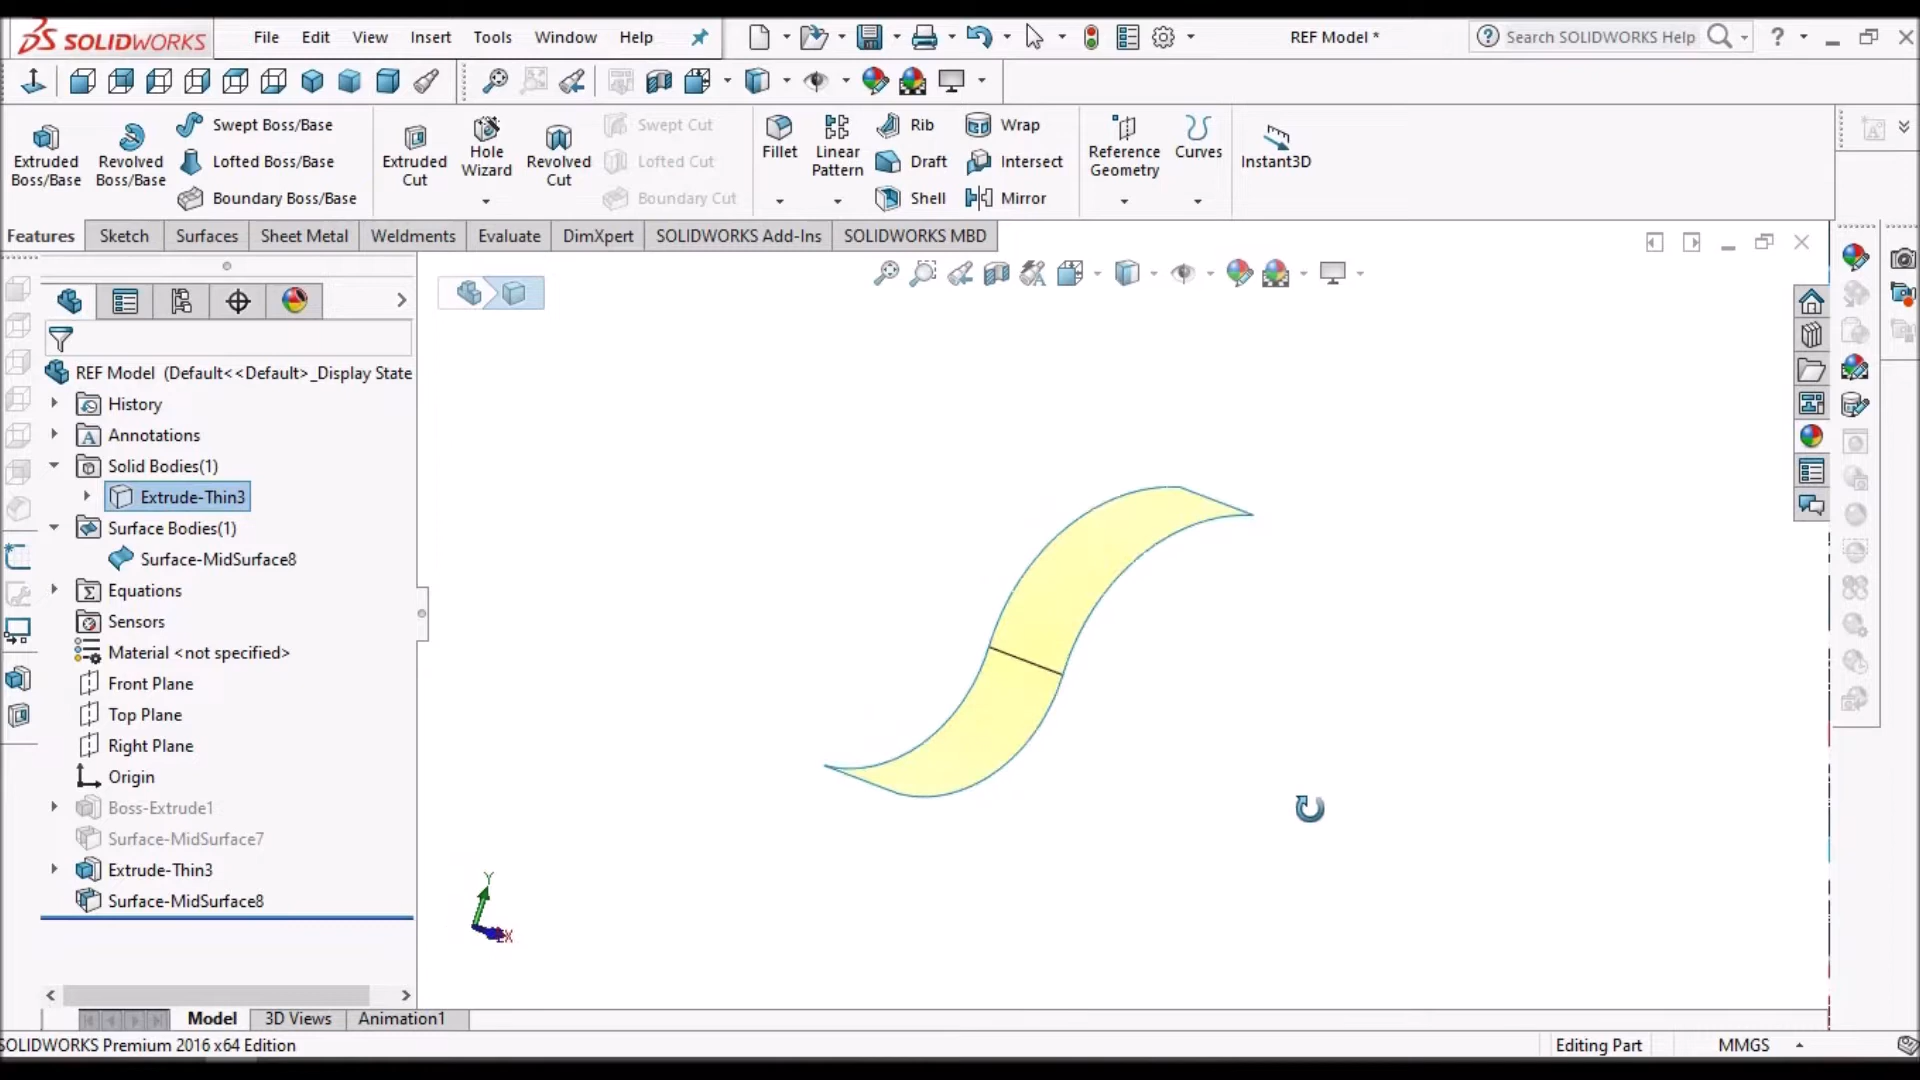 SOLIDWORKS File Edit View Insert Tools Window Help REF Model * Search SOLIDWORKS Help ?
Extruded Boss/Base
Revolved Boss/Base
Swept Boss/Base
Lofted Boss/Base
Boundary Boss/Base
Extruded Cut
Hole Wizard
Revolved Cut
Swept Cut
Lofted Cut
Boundary Cut
Fillet
Linear Pattern
Rib
Draft
Shell
Wrap
Intersect
Mirror
Reference Geometry
Curves
Instant3D
Features Sketch Surfaces Sheet Metal Weldments Evaluate DimXpert SOLIDWORKS Add-Ins SOLIDWORKS MBD
REF Model (Default<<Default>_Display State
History
Annotations
Solid Bodies(1)
Extrude-Thin3
Surface Bodies(1)
Surface-MidSurface8
Equations
Sensors
Material <not specified>
Front Plane
Top Plane
Right Plane
Origin
Boss-Extrude1
Surface-MidSurface7
Extrude-Thin3
Surface-MidSurface8
Y
X
Model 3D Views Animation1
SOLIDWORKS Premium 2016 x64 Edition Editing Part MMGS